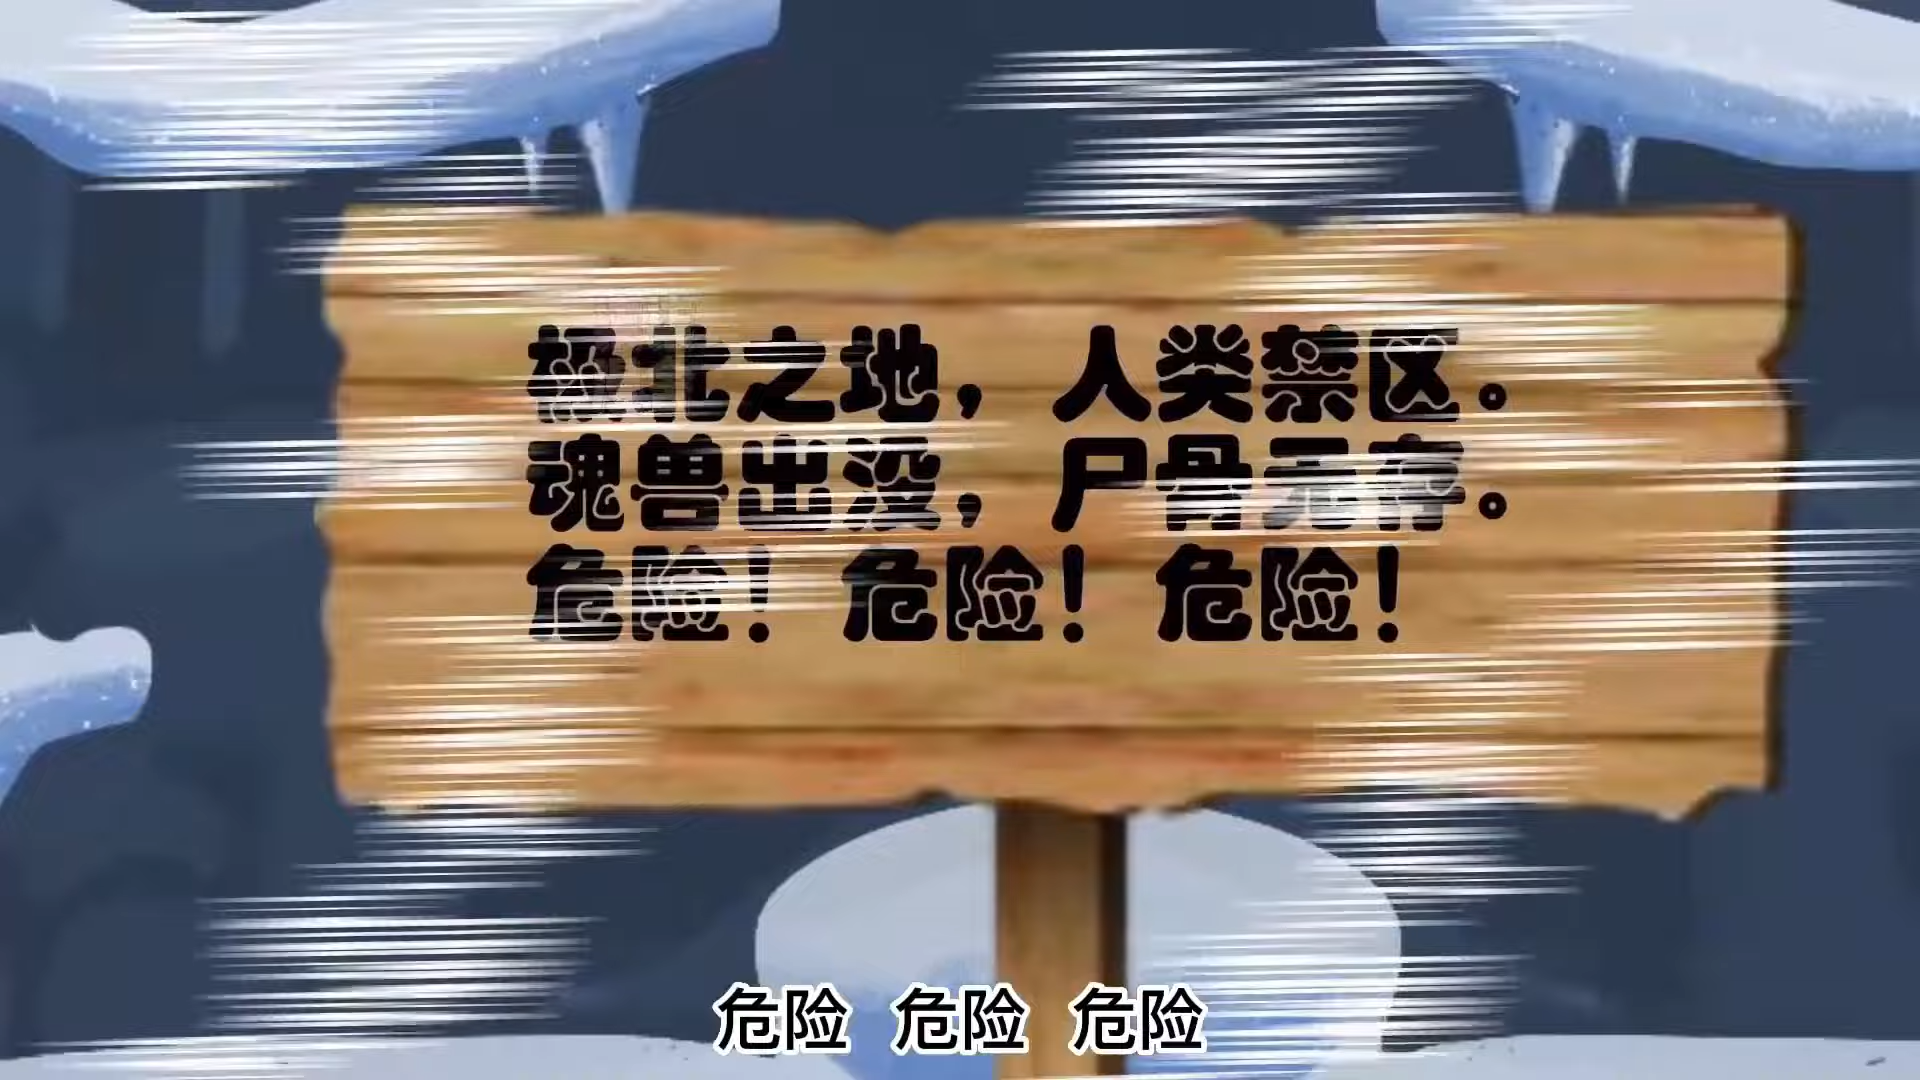 极北之地，人类禁区。
魂兽出没，尸骨无存。
危险！危险！危险！
危险 危险 危险